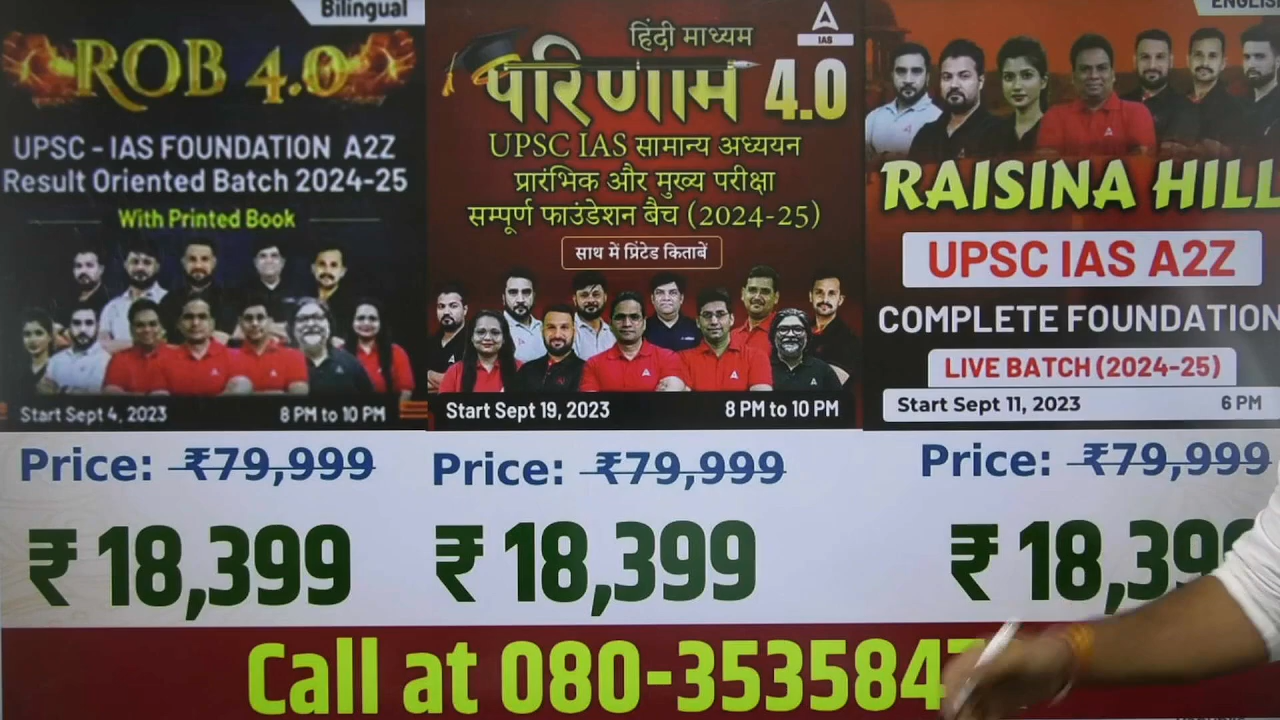 Bilingual
ROB 4.0
UPSC - IAS FOUNDATION A2Z
Result Oriented Batch 2024-25
With Printed Book
Start Sept 4, 2023 8 PM to 10 PM
Price: ₹79,999
₹ 18,399
हिंदी माध्यम
IAS
परिणाम 4.0
UPSC IAS सामान्य अध्ययन
प्रारंभिक और मुख्य परीक्षा
सम्पूर्ण फाउंडेशन बैच (2024-25)
साथ में प्रिंटेड किताबें
Start Sept 19, 2023 8 PM to 10 PM
Price: ₹79,999
₹ 18,399
RAISINA HILL
UPSC IAS A2Z
COMPLETE FOUNDATION
LIVE BATCH (2024-25)
Start Sept 11, 2023 6 PM
Price: ₹79,999
₹ 18,39
Call at 080-3535847